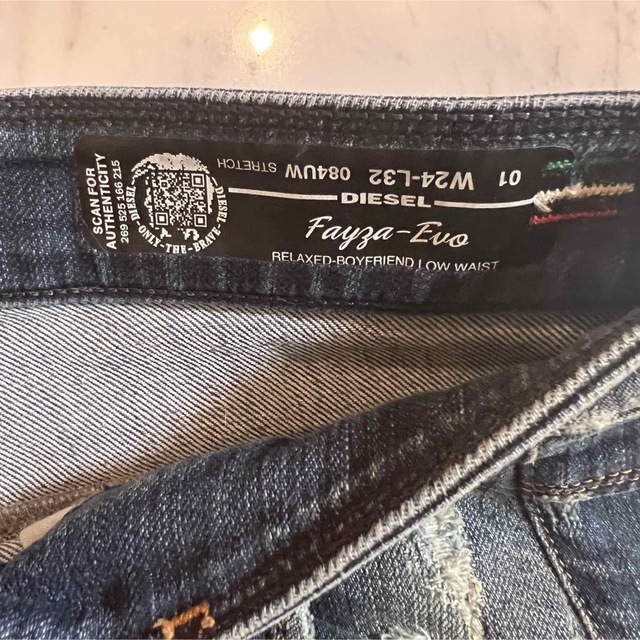 SCAN FOR
AUTHENTICITY
269 525 166 215
DIESEL
ONLY-THE-BRAVE
DIESEL
01 W24-L32 084UW STRETCH
DIESEL
Fayza-Evo
RELAXED-BOYFRIEND LOW WAIST